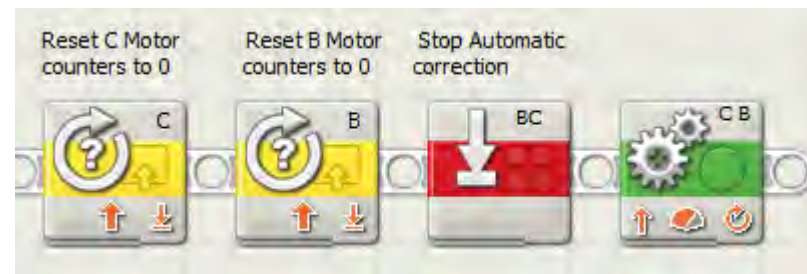 Reset C Motor
counters to 0
Reset B Motor
counters to 0
Stop Automatic
correction
C
?
B
?
BC
C B